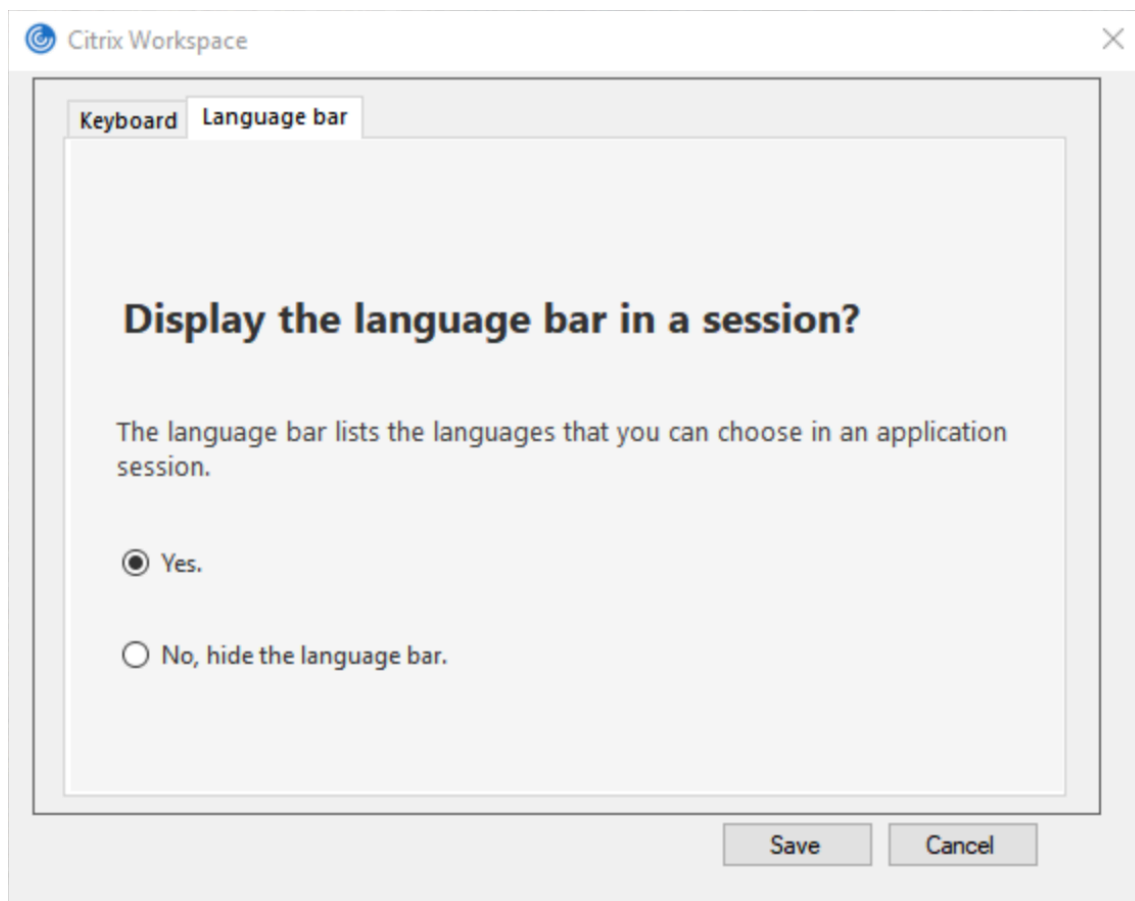 Citrix Workspace
Keyboard
Language bar
Display the language bar in a session?
The language bar lists the languages that you can choose in an application
session.
Yes.
No, hide the language bar.
Save
Cancel